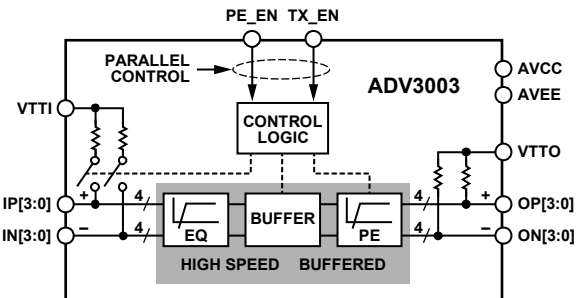 PE_EN TX_EN
PARALLEL
CONTROL
ADV3003
AVCC
AVEE
VTTI
CONTROL
LOGIC
VTTO
IP[3:0]
+
4
4
+
OP[3:0]
EQ
BUFFER
PE
IN[3:0]
–
4
4
–
ON[3:0]
HIGH SPEED BUFFERED